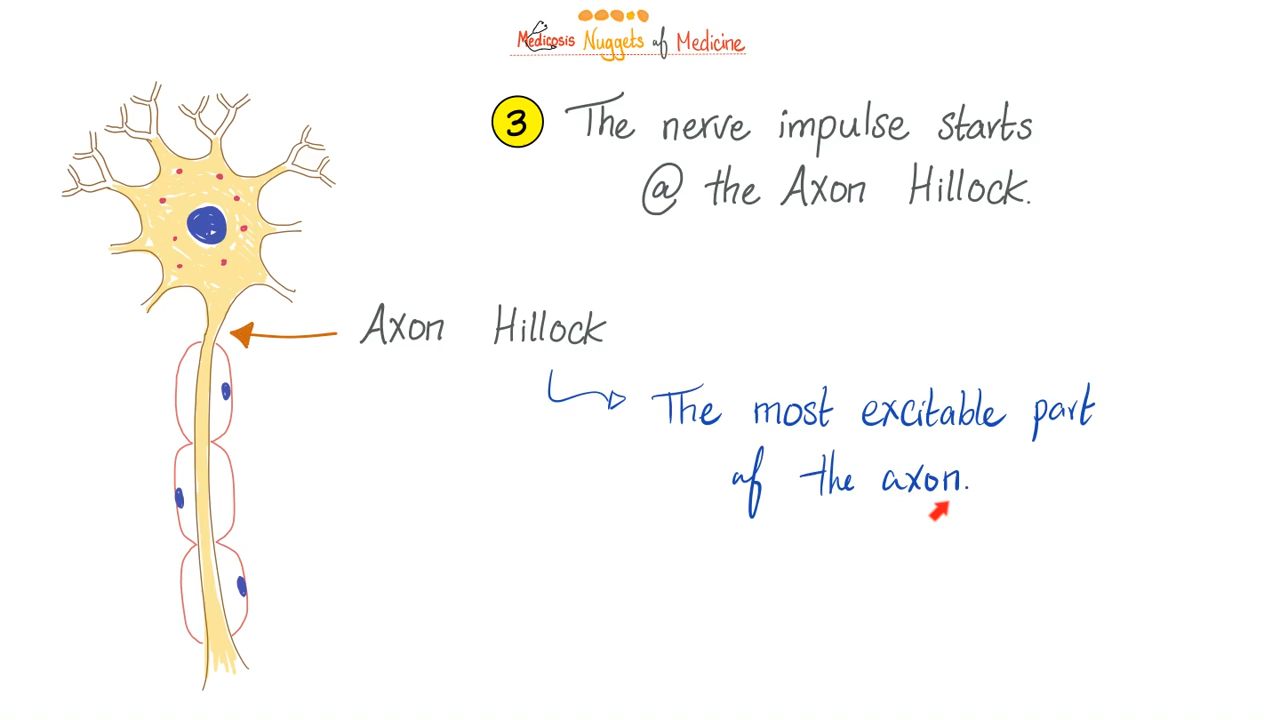 Medicosis Nuggets of Medicine
3 The nerve impulse starts
@ the Axon Hillock.
Axon Hillock
The most excitable part
of the axon.